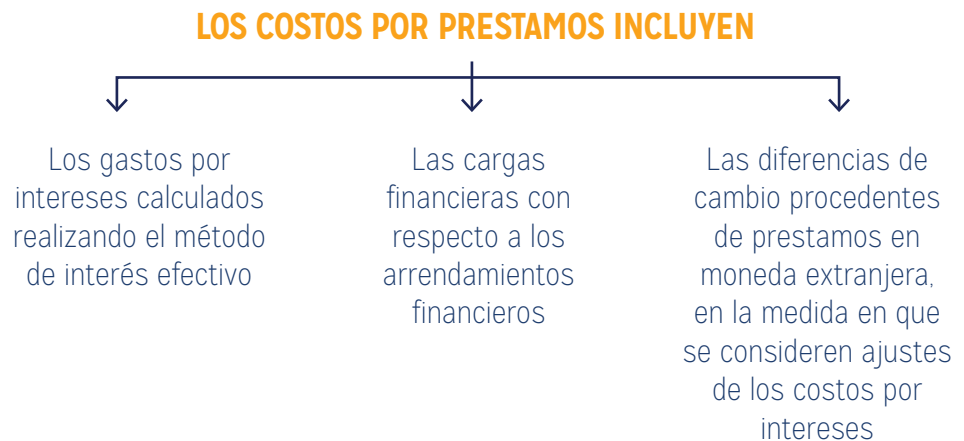 LOS COSTOS POR PRESTAMOS INCLUYEN
Los gastos por
intereses calculados
realizando el método
de interés efectivo
Las cargas
financieras con
respecto a los
arrendamientos
financieros
Las diferencias de
cambio procedentes
de prestamos en
moneda extranjera,
en la medida en que
se consideren ajustes
de los costos por
intereses